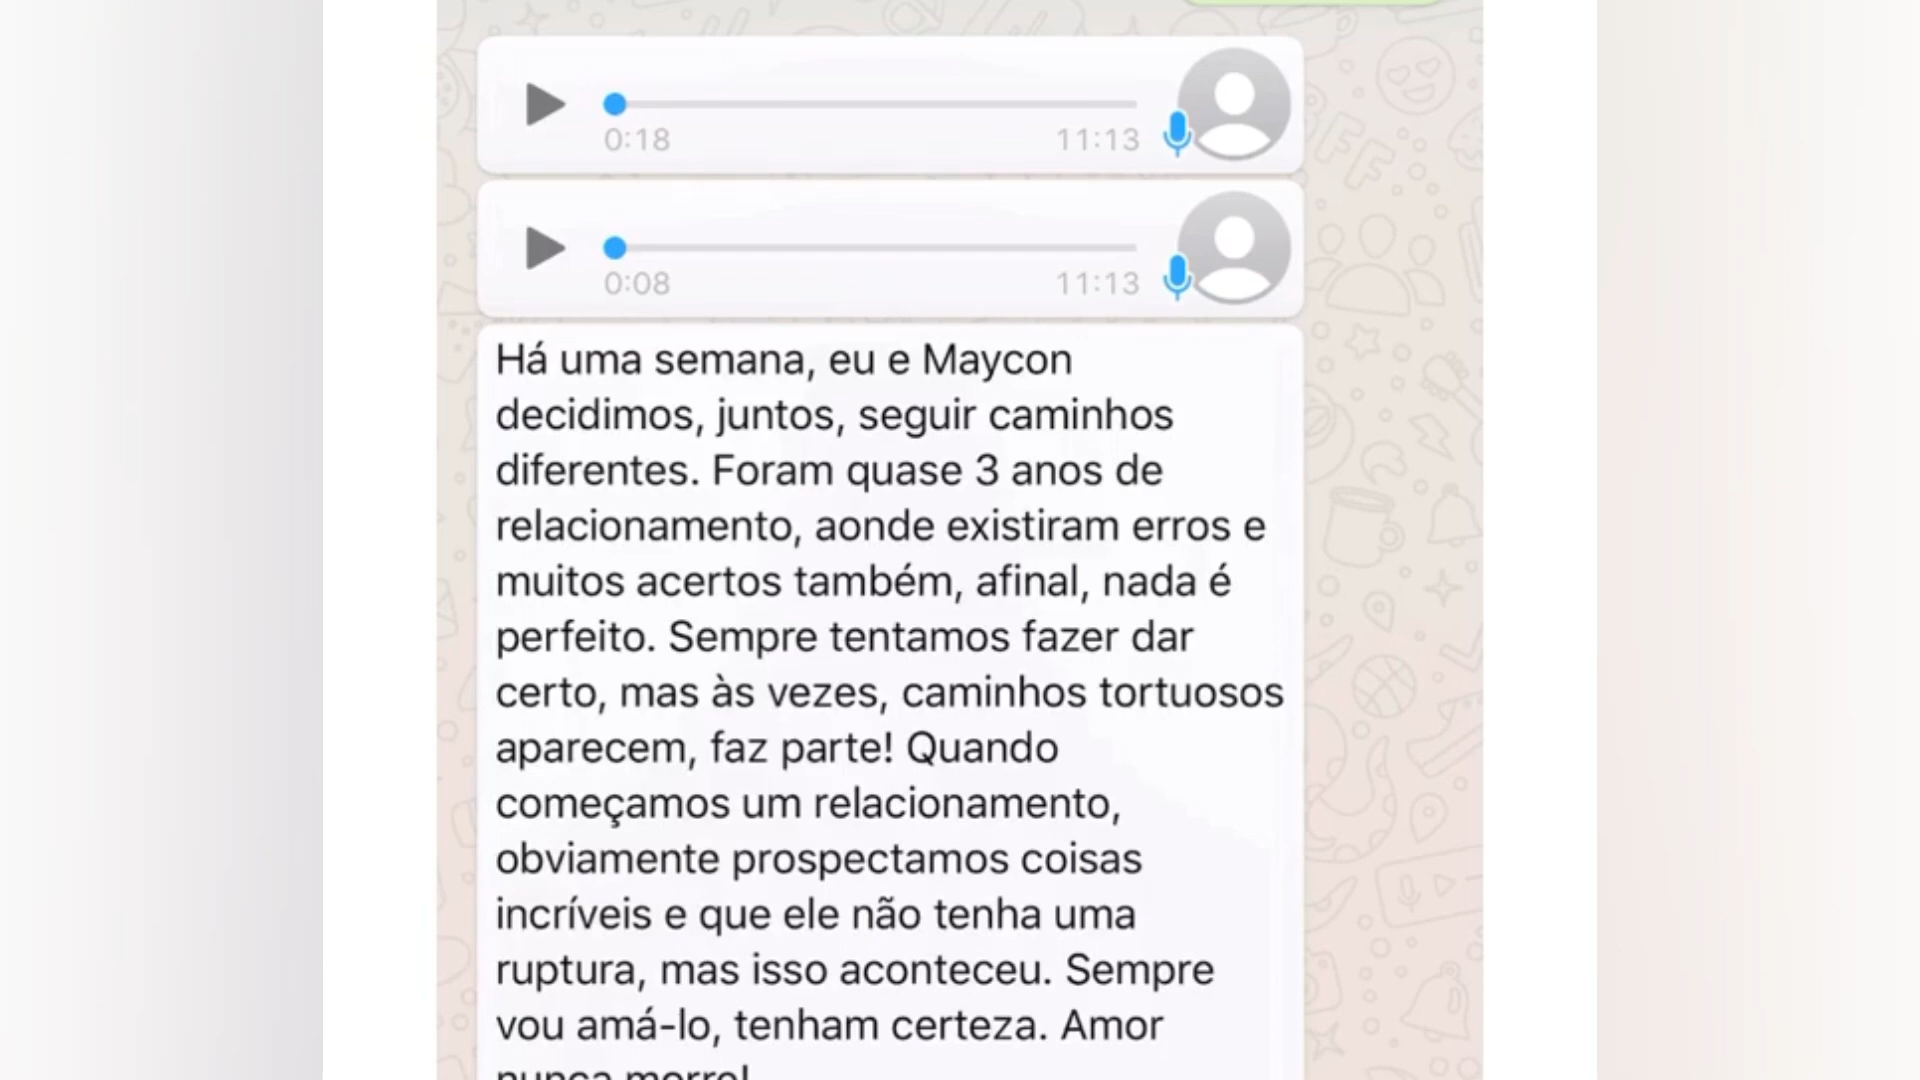 0:18 11:13
0:08 11:13
Há uma semana, eu e Maycon
decidimos, juntos, seguir caminhos
diferentes. Foram quase 3 anos de
relacionamento, aonde existiram erros e
muitos acertos também, afinal, nada é
perfeito. Sempre tentamos fazer dar
certo, mas às vezes, caminhos tortuosos
aparecem, faz parte! Quando
começamos um relacionamento,
obviamente prospectamos coisas
incríveis e que ele não tenha uma
ruptura, mas isso aconteceu. Sempre
vou amá-lo, tenham certeza. Amor
nunca morre!